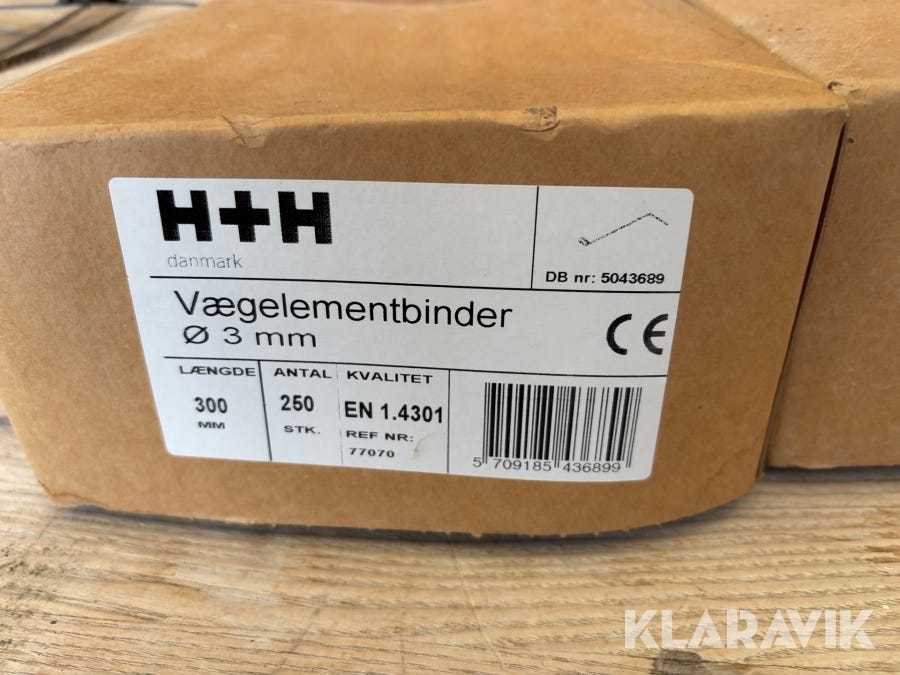 H+H
danmark
DB nr: 5043689
Vægelementbinder
Ø 3 mm
CE
LÆNGDE
300
MM
ANTAL
250
STK.
KVALITET
EN 1.4301
REF NR:
77070
5 709185 436899
KLARAVIK